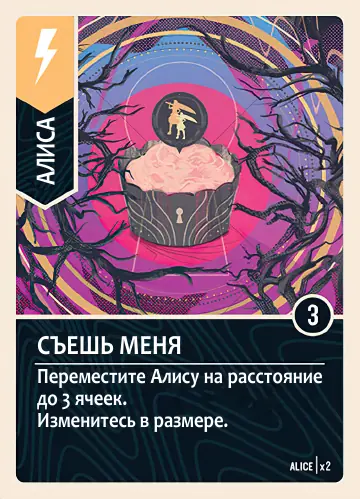 АЛИСА
3
СЪЕШЬ МЕНЯ
Переместите Алису на расстояние
до 3 ячеек.
Изменитесь в размере.
ALICE | x2